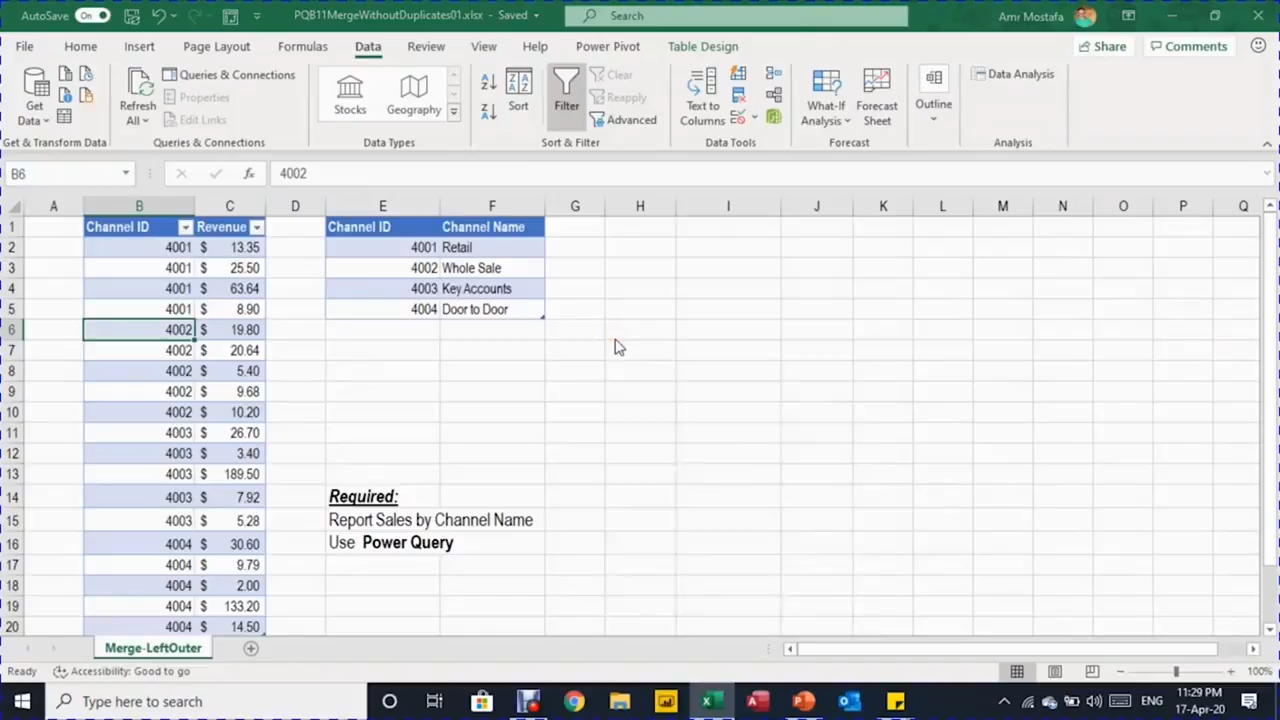 AutoSave On PQB11MergeWithoutDuplicates01.xlsx - Saved Search Amr Mostafa
File Home Insert Page Layout Formulas Data Review View Help Power Pivot Table Design Share Comments
Get Data
Refresh All
Queries & Connections
Properties
Edit Links
Stocks
Geography
Sort
Filter
Clear
Reapply
Advanced
Text to Columns
What-If Analysis
Forecast Sheet
Outline
Data Analysis
Get & Transform Data Queries & Connections Data Types Sort & Filter Data Tools Forecast Analysis
B6 fx 4002
A B C D E F G H I J K L M N O P Q
1 Channel ID Revenue Channel ID Channel Name
2 4001 $ 13.35 4001 Retail
3 4001 $ 25.50 4002 Whole Sale
4 4001 $ 63.64 4003 Key Accounts
5 4001 $ 8.90 4004 Door to Door
6 4002 $ 19.80
7 4002 $ 20.64
8 4002 $ 5.40
9 4002 $ 9.68
10 4002 $ 10.20
11 4003 $ 26.70
12 4003 $ 3.40
13 4003 $ 189.50
14 4003 $ 7.92 Required:
15 4003 $ 5.28 Report Sales by Channel Name
16 4004 $ 30.60 Use Power Query
17 4004 $ 9.79
18 4004 $ 2.00
19 4004 $ 133.20
20 4004 $ 14.50
Merge-LeftOuter
Ready Accessibility: Good to go 100%
Type here to search ENG 11:29 PM
17-Apr-20